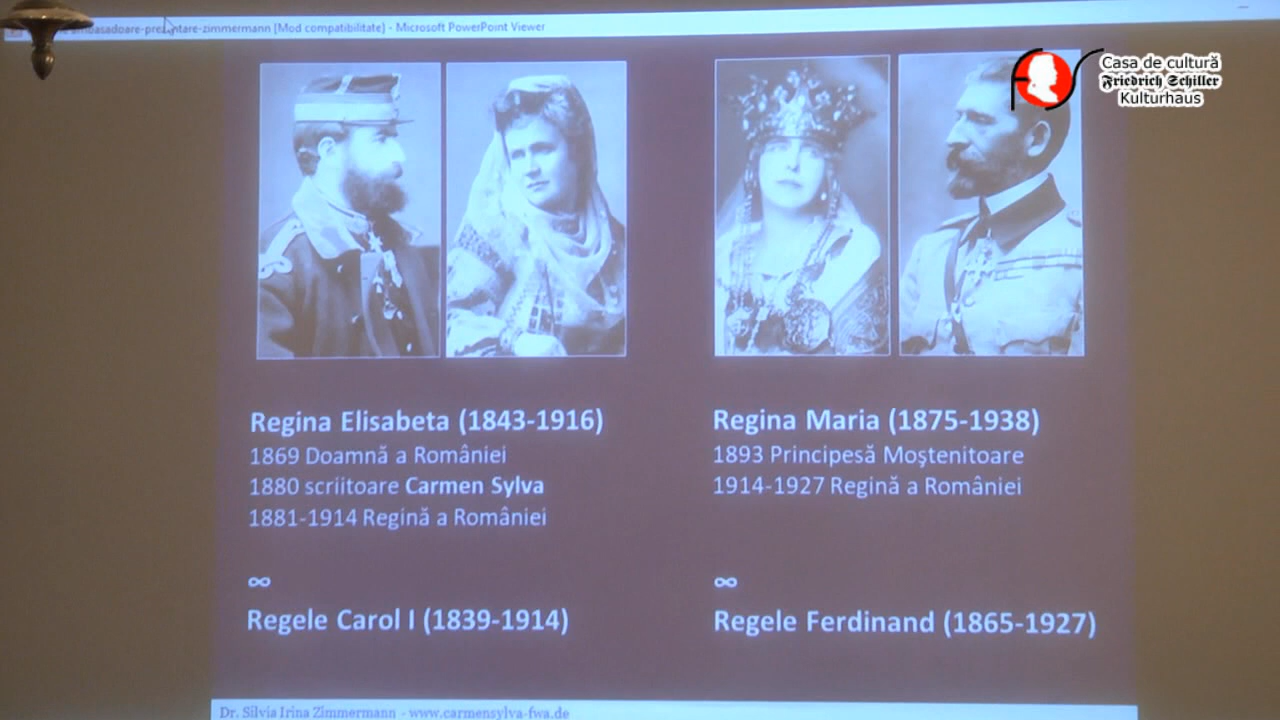 ambasadoare-prezentare-zimmermann [Mod compatibilitate] - Microsoft PowerPoint Viewer
Casa de cultură
Friedrich Schiller
Kulturhaus
Regina Elisabeta (1843-1916)
1869 Doamnă a României
1880 scriitoare Carmen Sylva
1881-1914 Regină a României
∞
Regele Carol I (1839-1914)
Regina Maria (1875-1938)
1893 Principesă Moştenitoare
1914-1927 Regină a României
∞
Regele Ferdinand (1865-1927)
Dr. Silvia Irina Zimmermann - www.carmensylva-fwa.de